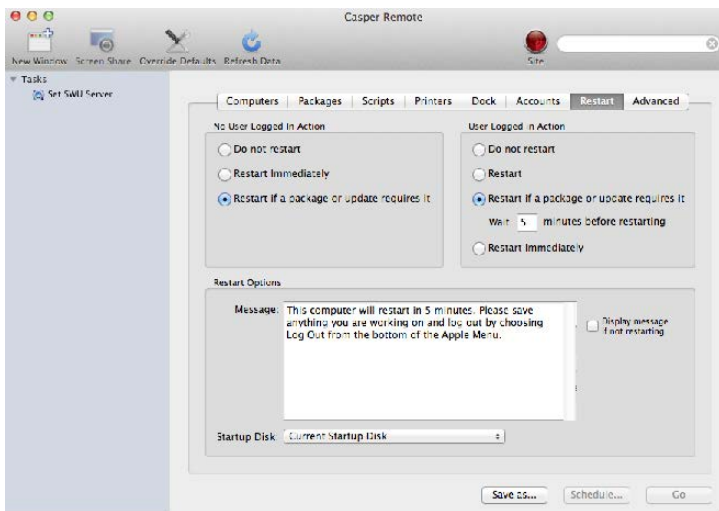 Casper Remote
New Window Screen Share Override Defaults Refresh Data Site
Tasks
Set SWU Server
Computers Packages Scripts Printers Dock Accounts Restart Advanced
No User Logged In Action
Do not restart
Restart Immediately
Restart if a package or update requires it
User Logged In Action
Do not restart
Restart
Restart if a package or update requires it
Wait 5 minutes before restarting
Restart Immediately
Restart Options
Message:
This computer will restart in 5 minutes. Please save
anything you are working on and log out by choosing
Log Out from the bottom of the Apple Menu.
Display message
if not restarting
Startup Disk Current Startup Disk
Save as... Schedule... Go